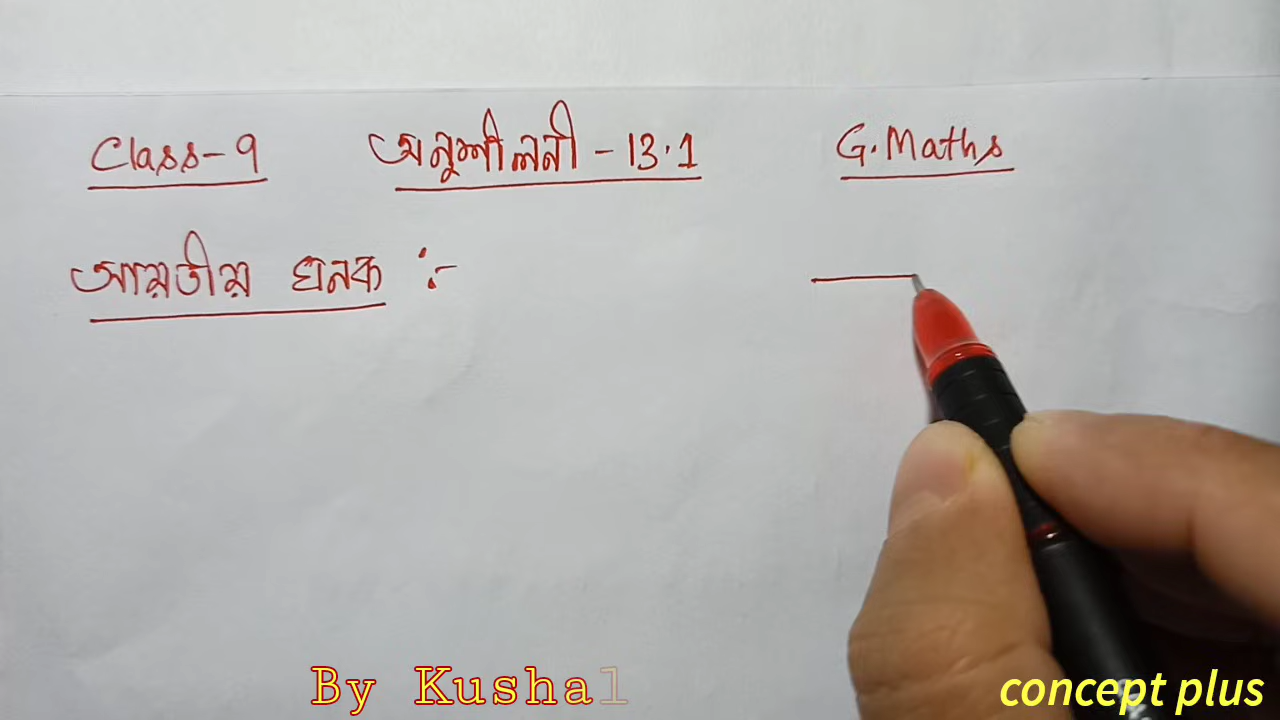 Class-9 অনুশীলনী-13.1 G.Maths
আয়তীয় ঘনক :-
By Kushal
concept plus